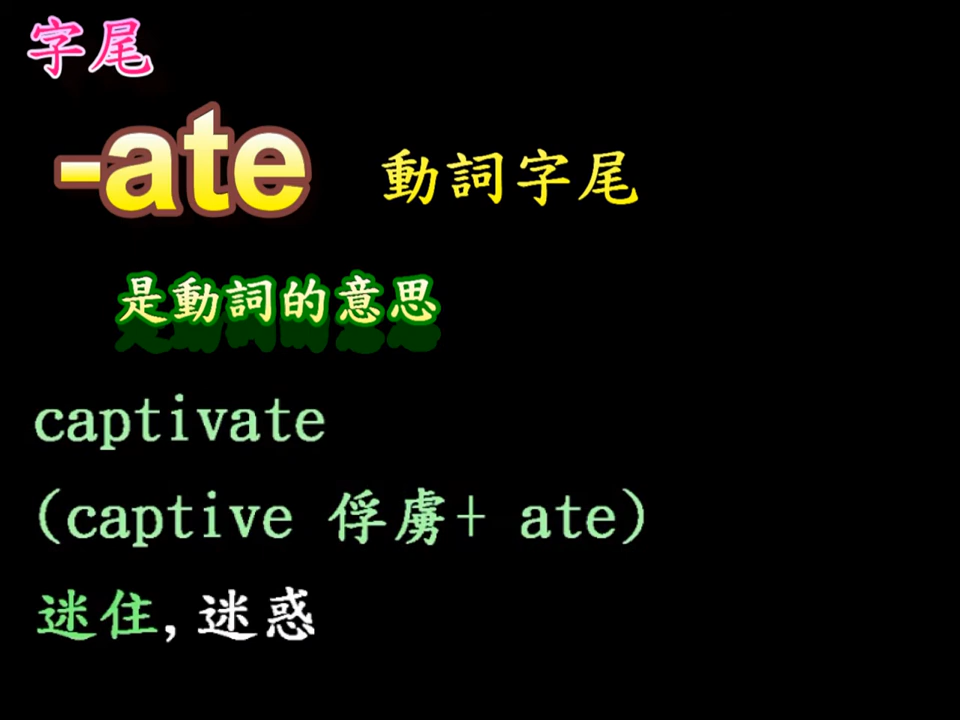 字尾
-ate 動詞字尾
是動詞的意思
captivate
(captive 俘虜+ ate)
迷住,迷惑